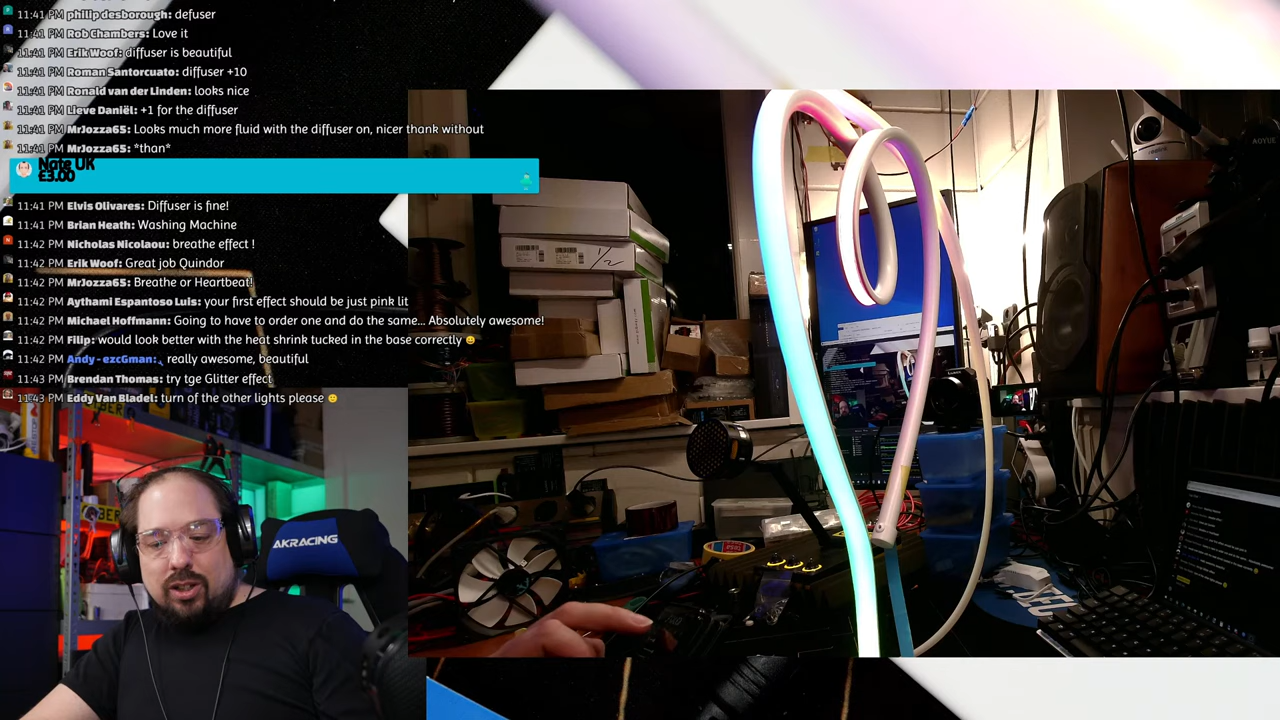 11:41 PM philip desborough: defuser
11:41 PM Rob Chambers: Love it
11:41 PM Erik Woof: diffuser is beautiful
11:41 PM Roman Santorcuato: diffuser +10
11:41 PM Ronald van der Linden: looks nice
11:41 PM Lieve Daniël: +1 for the diffuser
11:41 PM MrJozza65: Looks much more fluid with the diffuser on, nicer thank without
11:41 PM MrJozza65: *than*
UK
£3.00
11:41 PM Elvis Olivares: Diffuser is fine!
11:41 PM Brian Heath: Washing Machine
11:42 PM Nicholas Nicolaou: breathe effect !
11:42 PM Erik Woof: Great job Quindor
11:42 PM MrJozza65: Breathe or Heartbeat!
11:42 PM Aythami Espantoso Luis: your first effect should be just pink lit
11:42 PM Michael Hoffmann: Going to have to order one and do the same... Absolutely awesome!
11:42 PM Filip: would look better with the heat shrink tucked in the base correctly 😀
11:42 PM Andy - ezcGman: really awesome, beautiful
11:43 PM Brendan Thomas: try tge Glitter effect
11:43 PM Eddy Van Bladel: turn of the other lights please 🙂
AKRACING
1/2
AOYUE